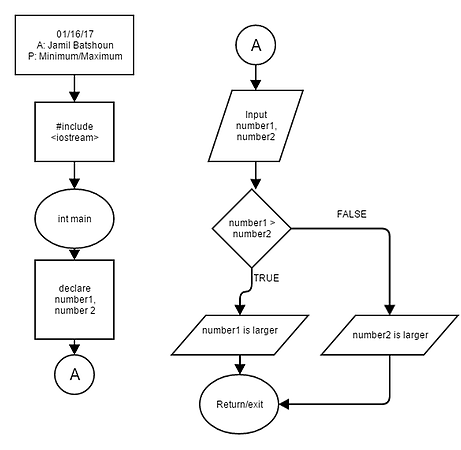 01/16/17
A: Jamil Batshoun
P: Minimum/Maximum
#include
<iostream>
int main
declare
number1,
number 2
A
A
Input
number1,
number2
number1 >
number2
FALSE
TRUE
number1 is larger
number2 is larger
Return/exit